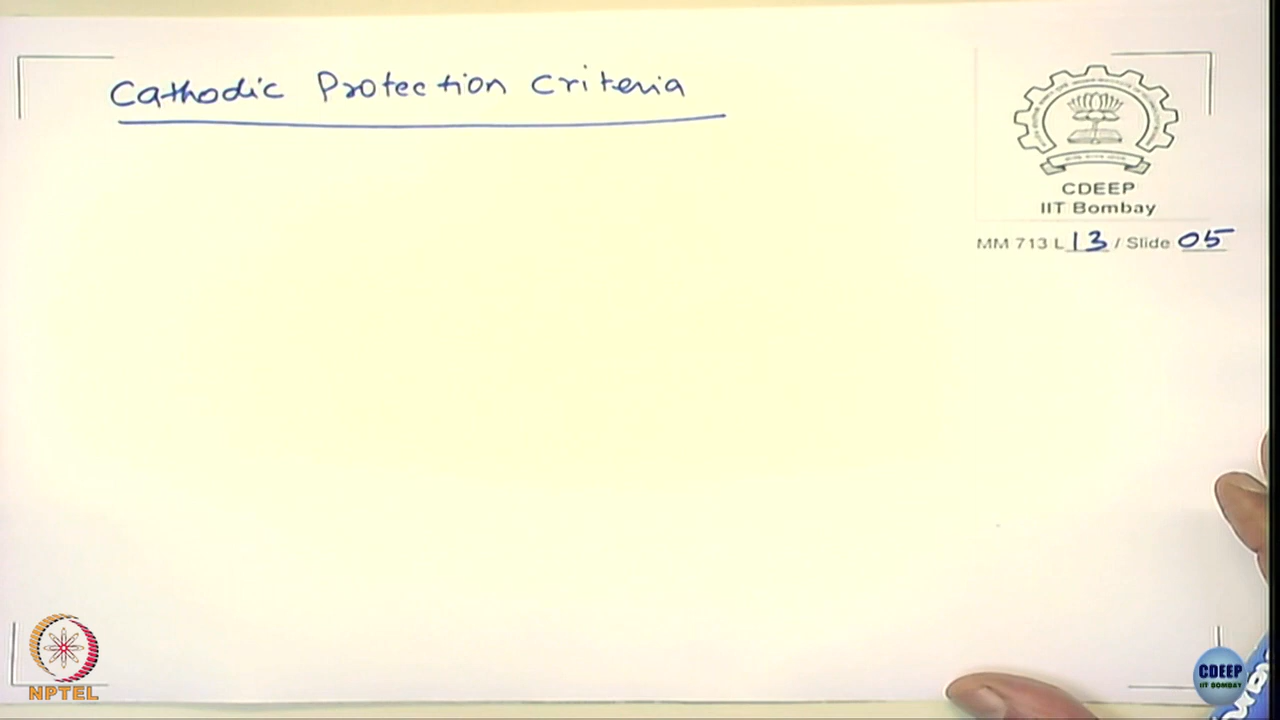 Cathodic Protection Criteria
CDEEP
IIT Bombay
MM 713 L 13 / Slide 05
NPTEL
CDEEP
IIT BOMBAY